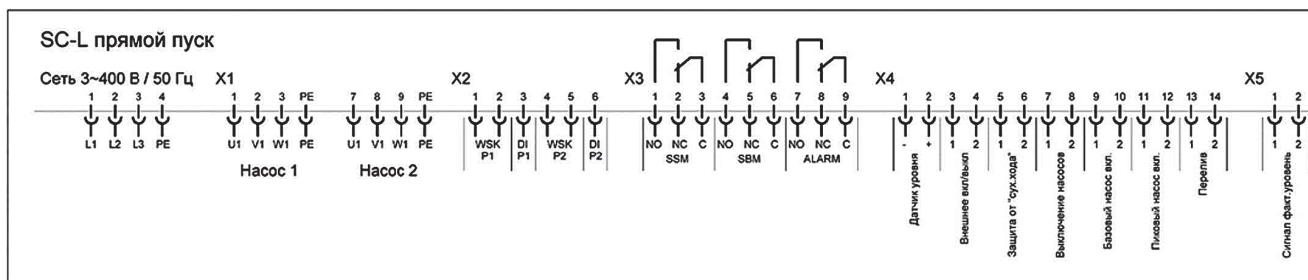 SC-L прямой пуск
Сеть 3~400 В / 50 Гц X1 X2 X3 X4 X5
1 2 3 4 1 2 3 PE 7 8 9 PE 1 2 3 4 5 6 1 2 3 4 5 6 7 8 9 1 2 3 4 5 6 7 8 9 10 11 12 13 14 1 2
L1 L2 L3 PE U1 V1 W1 PE U1 V1 W1 PE WSK DI WSK DI NO NC C NO NC C NO NC C - + 1 2 1 2 1 2 1 2 1 2 1 2 1 2
P1 P1 P2 P2 SSM SBM ALARM
Насос 1 Насос 2
Датчик уровня
Внешнее вкл/выкл
Защита от "сух.хода"
Выключение насосов
Базовый насос вкл.
Пиковый насос вкл.
Перелив
Сигнал факт.уровень